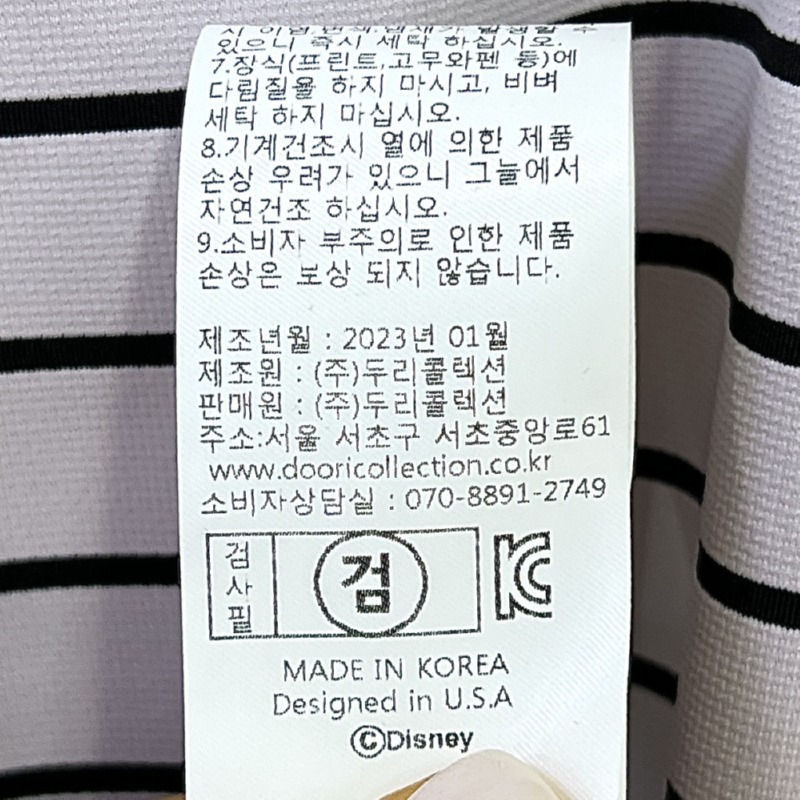 있으니 즉시 세탁 하십시오.
7.장식(프린트,고무와펜 등)에
다림질을 하지 마시고, 비벼
세탁 하지 마십시오.
8.기계건조시 열에 의한 제품
손상 우려가 있으니 그늘에서
자연건조 하십시오.
9.소비자 부주의로 인한 제품
손상은 보상 되지 않습니다.
제조년월 : 2023년 01월
제조원 : (주)두리콜렉션
판매원 : (주)두리콜렉션
주소:서울 서초구 서초중앙로61
www.dooricollection.co.kr
소비자상담실 : 070-8891-2749
검사필
검
KC
MADE IN KOREA
Designed in U.S.A
©Disney